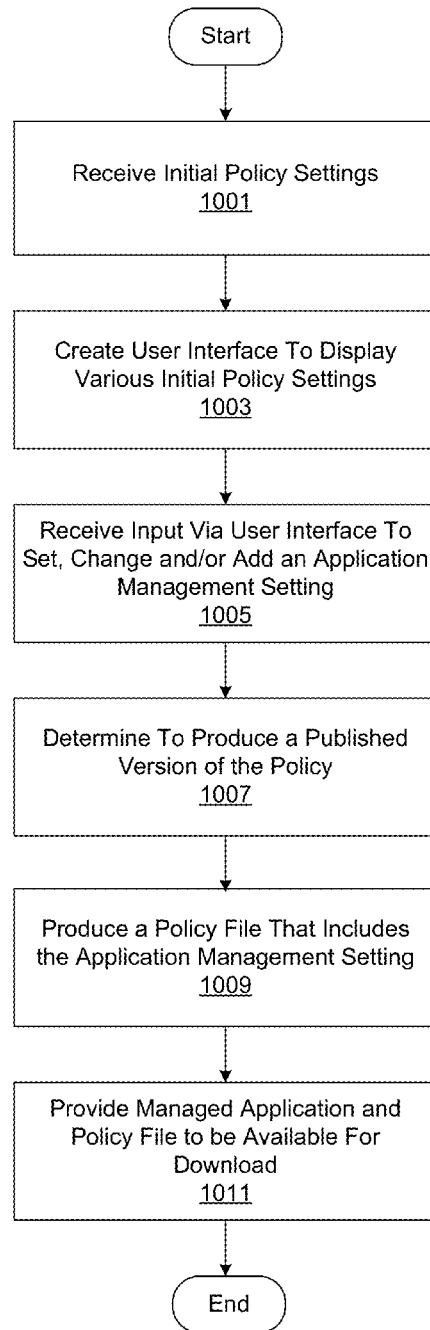 Start
Receive Initial Policy Settings
1001
Create User Interface To Display
Various Initial Policy Settings
1003
Receive Input Via User Interface To
Set, Change and/or Add an Application
Management Setting
1005
Determine To Produce a Published
Version of the Policy
1007
Produce a Policy File That Includes
the Application Management Setting
1009
Provide Managed Application and
Policy File to be Available For
Download
1011
End